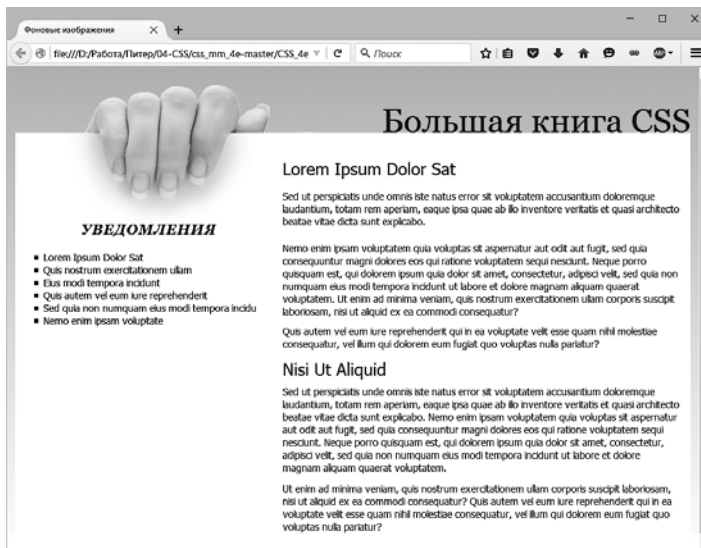 Фоновые изображения
file:///D:/Работа/Питер/04-CSS/css_mm_4e-master/CSS_4e
Поиск
Большая книга CSS
УВЕДОМЛЕНИЯ
Lorem Ipsum Dolor Sat
Quis nostrum exercitationem ullam
Eius modi tempora incidunt
Quis autem vel eum iure reprehenderit
Sed quia non numquam eius modi tempora incidu
Nemo enim ipsam voluptate
Lorem Ipsum Dolor Sat
Sed ut perspiciatis unde omnis iste natus error sit voluptatem accusantium doloremque
laudantium, totam rem aperiam, eaque ipsa quae ab illo inventore veritatis et quasi architecto
beatae vitae dicta sunt explicabo.
Nemo enim ipsam voluptatem quia voluptas sit aspernatur aut odit aut fugit, sed quia
consequuntur magni dolores eos qui ratione voluptatem sequi nesciunt. Neque porro
quisquam est, qui dolorem ipsum quia dolor sit amet, consectetur, adipisci velit, sed quia non
numquam eius modi tempora incidunt ut labore et dolore magnam aliquam quaerat
voluptatem. Ut enim ad minima veniam, quis nostrum exercitationem ullam corporis suscipit
laboriosam, nisi ut aliquid ex ea commodi consequatur?
Quis autem vel eum iure reprehenderit qui in ea voluptate velit esse quam nihil molestiae
consequatur, vel illum qui dolorem eum fugiat quo voluptas nulla pariatur?
Nisi Ut Aliquid
Sed ut perspiciatis unde omnis iste natus error sit voluptatem accusantium doloremque
laudantium, totam rem aperiam, eaque ipsa quae ab illo inventore veritatis et quasi architecto
beatae vitae dicta sunt explicabo. Nemo enim ipsam voluptatem quia voluptas sit aspernatur
aut odit aut fugit, sed quia consequuntur magni dolores eos qui ratione voluptatem sequi
nesciunt. Neque porro quisquam est, qui dolorem ipsum quia dolor sit amet, consectetur,
adipisci velit, sed quia non numquam eius modi tempora incidunt ut labore et dolore
magnam aliquam quaerat voluptatem.
Ut enim ad minima veniam, quis nostrum exercitationem ullam corporis suscipit laboriosam,
nisi ut aliquid ex ea commodi consequatur? Quis autem vel eum iure reprehenderit qui in ea
voluptate velit esse quam nihil molestiae consequatur, vel illum qui dolorem eum fugiat quo
voluptas nulla pariatur?